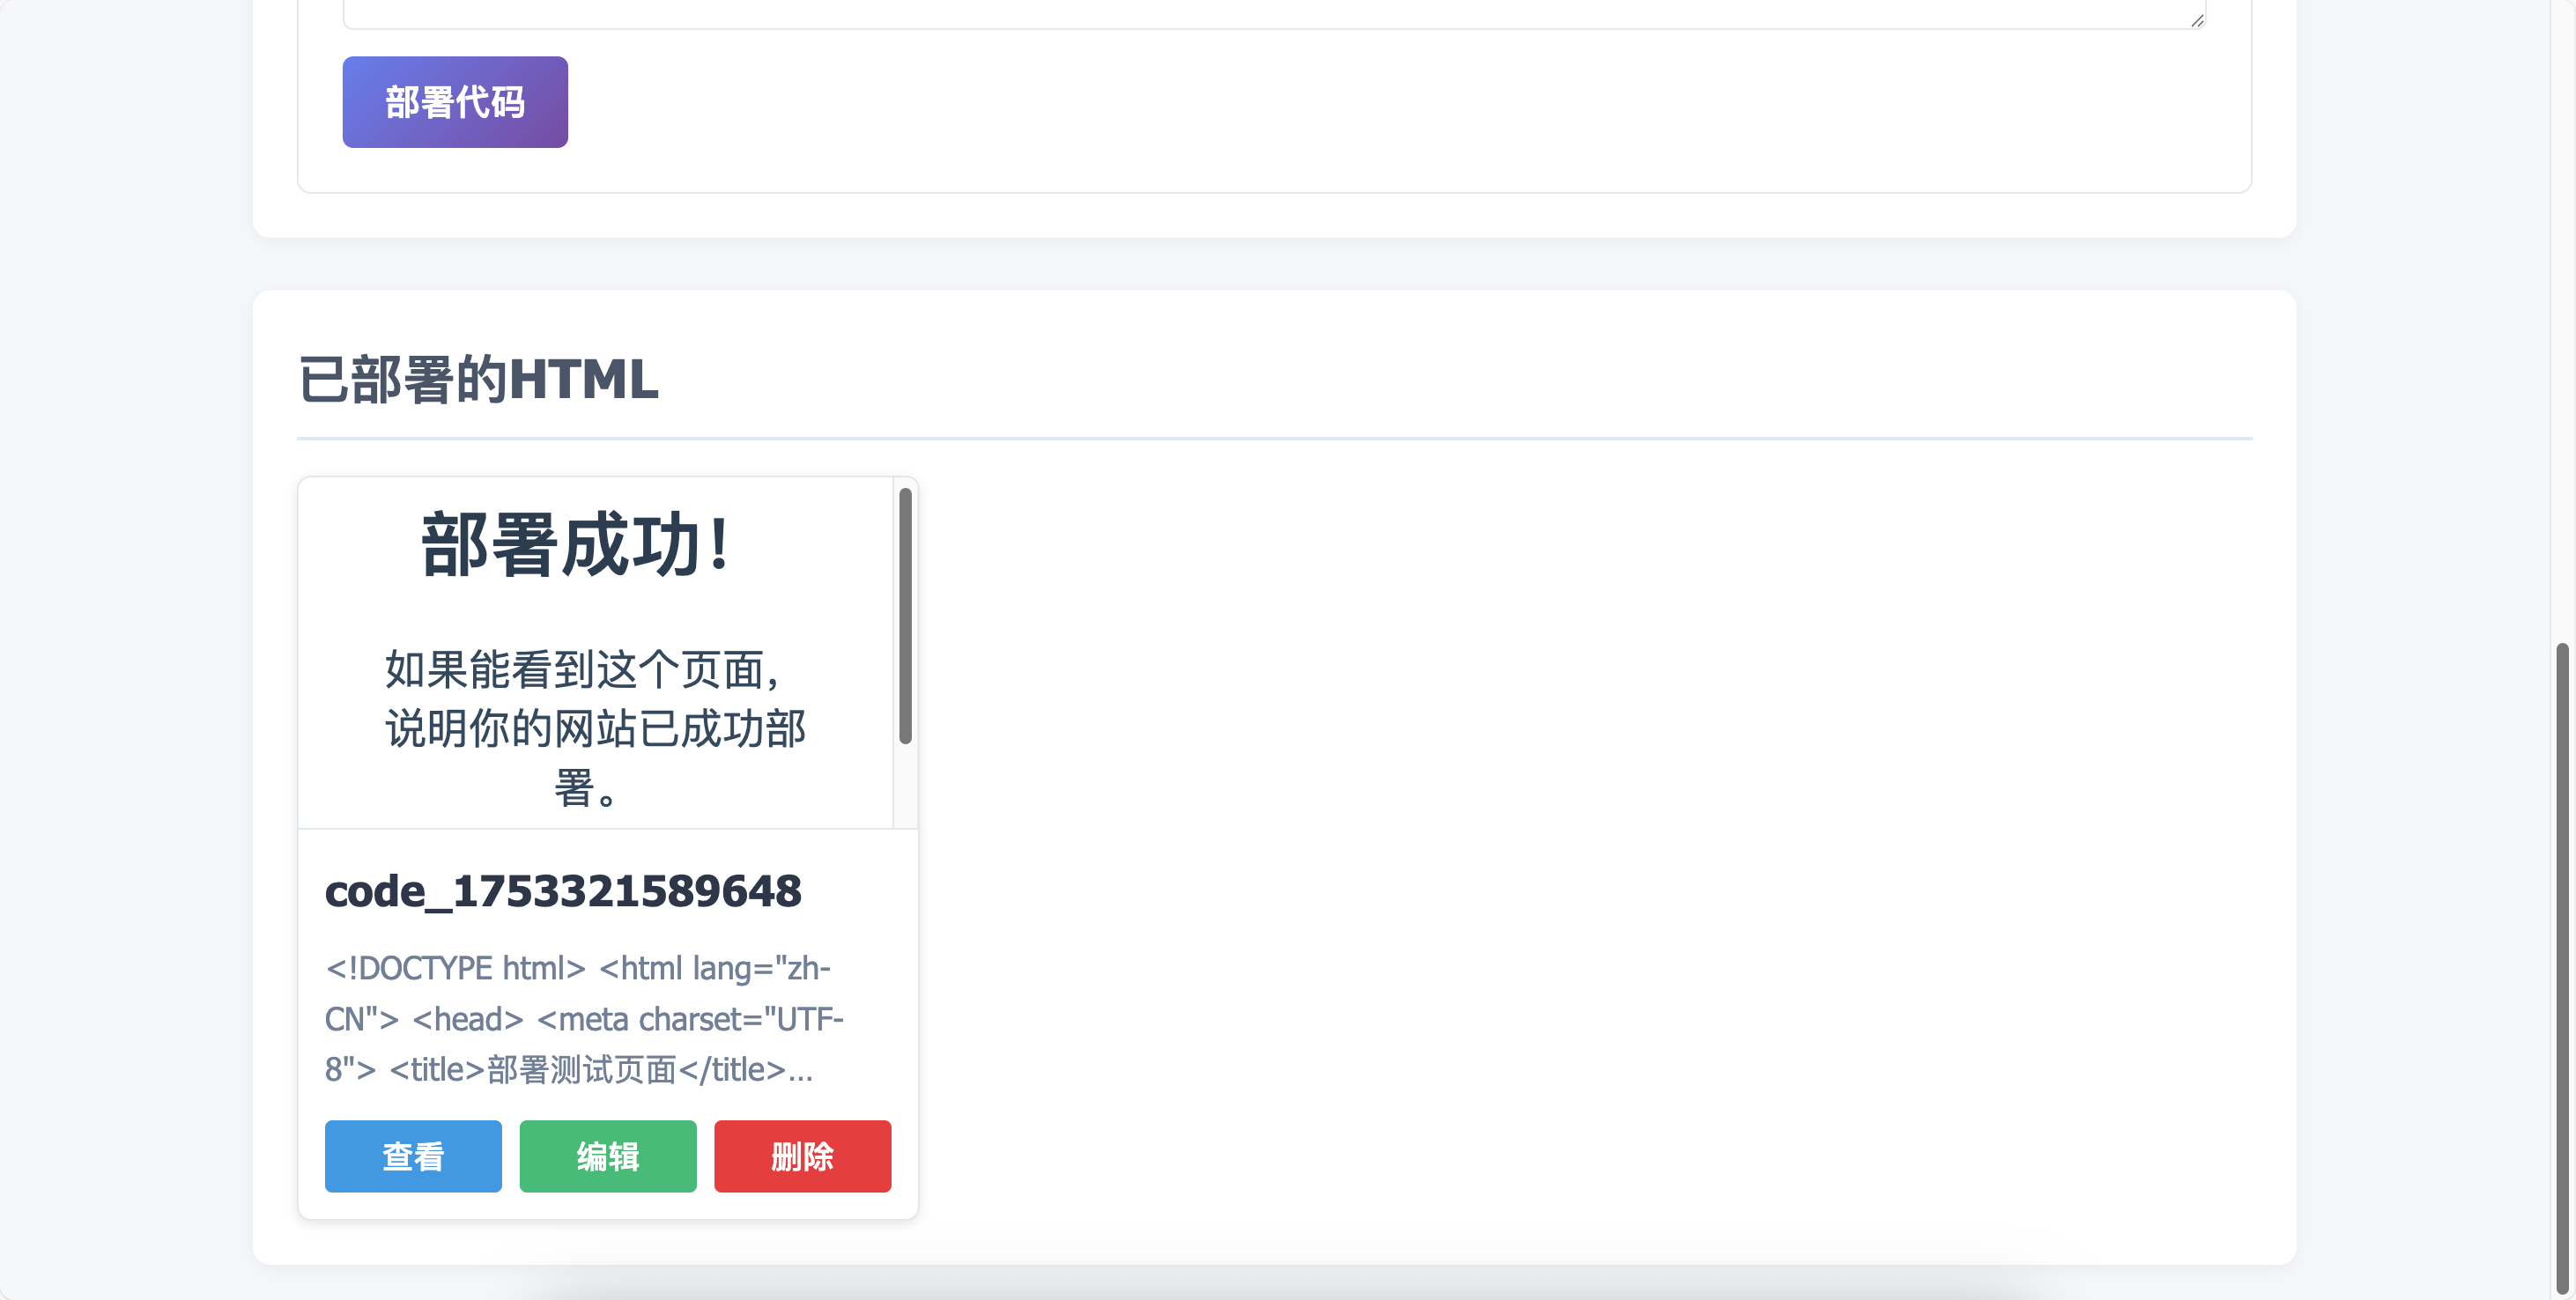 部署代码
已部署的HTML
部署成功！
如果能看到这个页面，
说明你的网站已成功部
署。
code_1753321589648
<!DOCTYPE html> <html lang="zh-
CN"> <head> <meta charset="UTF-
8"> <title>部署测试页面</title>...
查看 编辑 删除